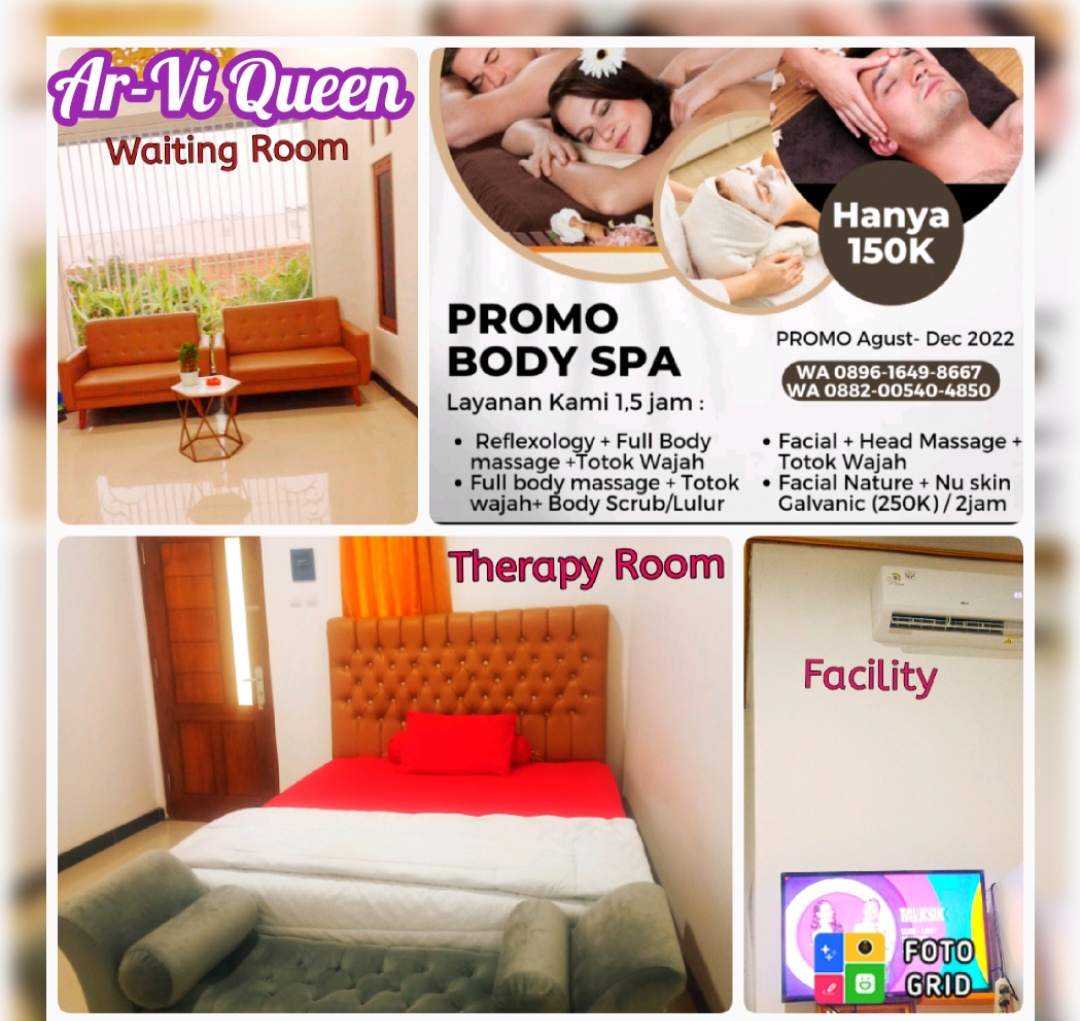 Ar-Vi Queen
Waiting Room
Hanya
150K
PROMO
BODY SPA
PROMO Agust- Dec 2022
WA 0896-1649-8667
WA 0882-00540-4850
Layanan Kami 1,5 jam :
• Reflexology + Full Body
massage +Totok Wajah
• Full body massage + Totok
wajah+ Body Scrub/Lulur
• Facial + Head Massage +
Totok Wajah
• Facial Nature + Nu skin
Galvanic (250K) / 2jam
Therapy Room
Facility
FOTO
GRID